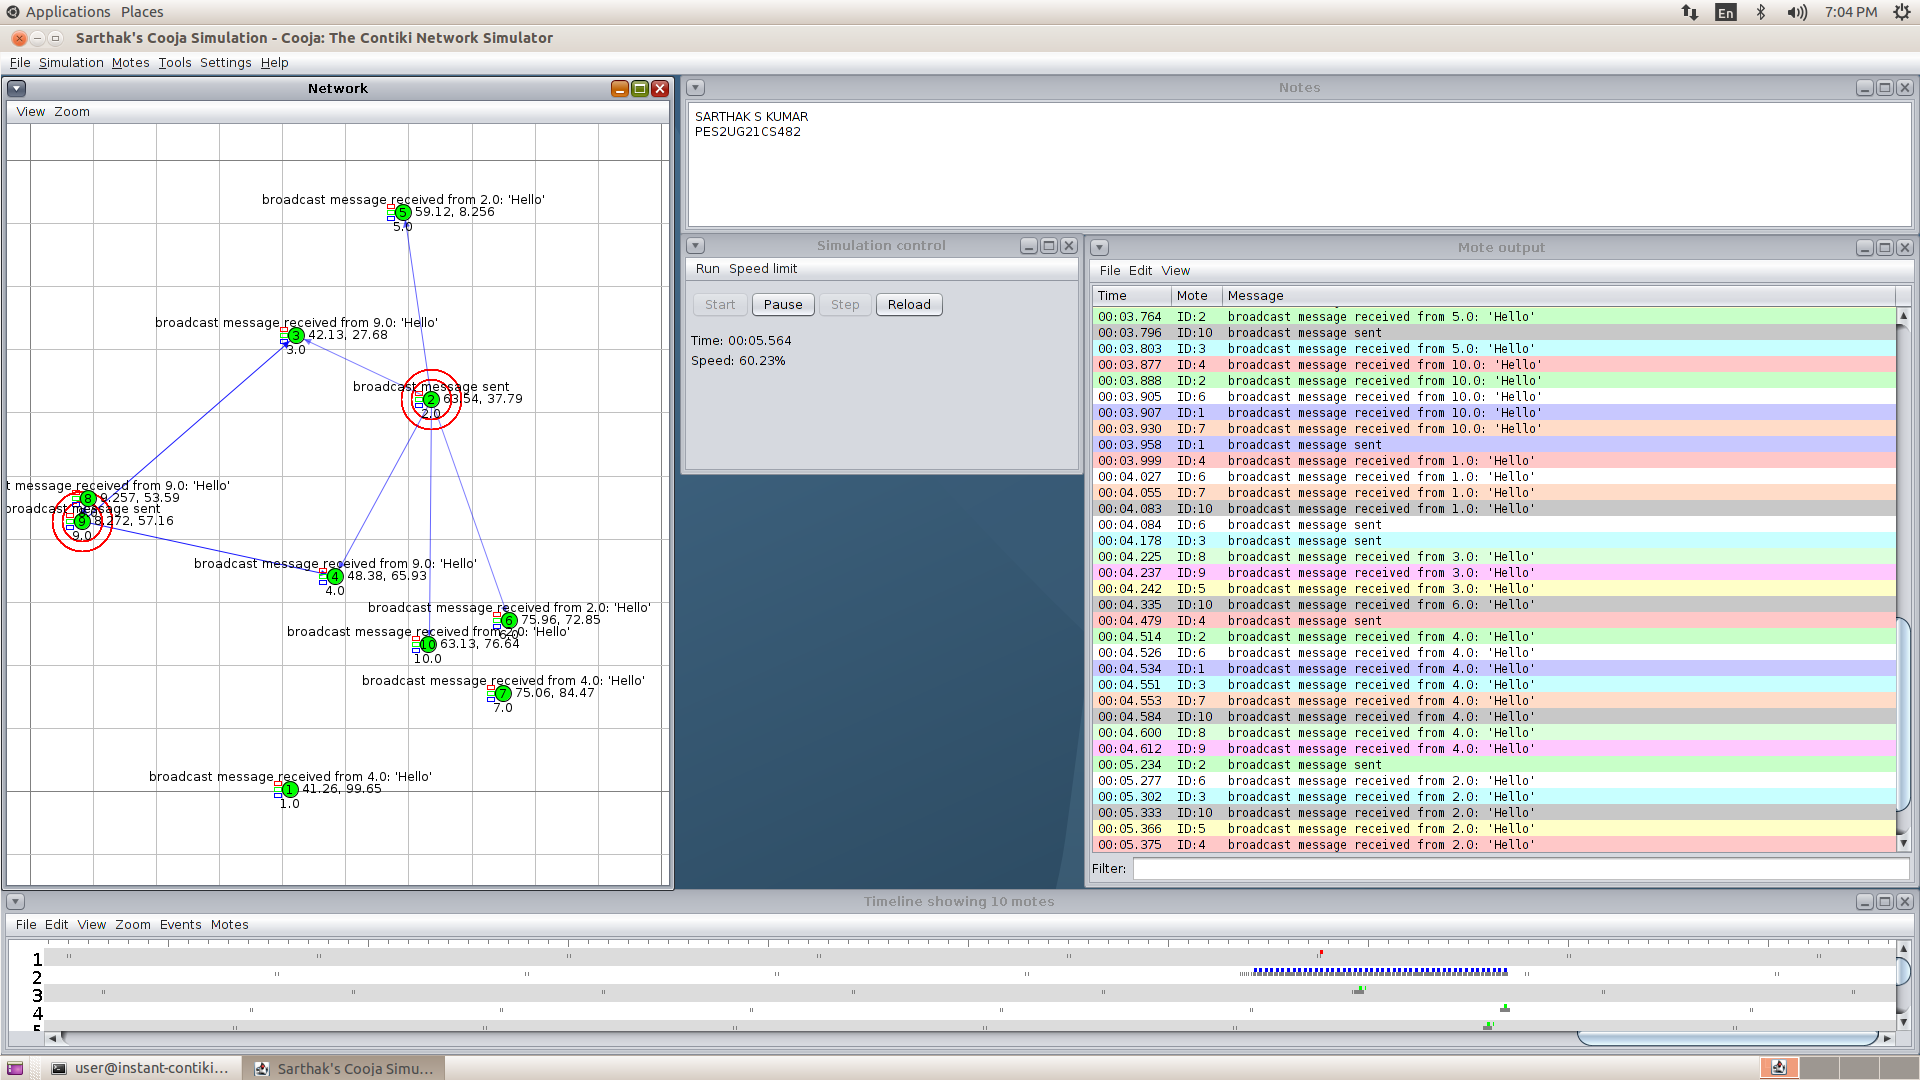 Applications Places
En 7:04 PM
Sarthak's Cooja Simulation - Cooja: The Contiki Network Simulator
File Simulation Motes Tools Settings Help
Network
View Zoom
broadcast message received from 2.0: 'Hello'
5 59.12, 8.256
5.0
broadcast message received from 9.0: 'Hello'
3 42.13, 27.68
3.0
broadcast message sent
2 63.54, 37.79
2.0
t message received from 9.0: 'Hello'
8 9.257, 53.59
broadcast message sent
9 8.272, 57.16
9.0
broadcast message received from 9.0: 'Hello'
4 48.38, 65.93
4.0
broadcast message received from 2.0: 'Hello'
6 75.96, 72.85
6.0
broadcast message received from 2.0: 'Hello'
10 63.13, 76.64
10.0
broadcast message received from 4.0: 'Hello'
7 75.06, 84.47
7.0
broadcast message received from 4.0: 'Hello'
1 41.26, 99.65
1.0
Notes
SARTHAK S KUMAR
PES2UG21CS482
Simulation control
Run Speed limit
Start Pause Step Reload
Time: 00:05.564
Speed: 60.23%
Mote output
File Edit View
Time Mote Message
00:03.764 ID:2 broadcast message received from 5.0: 'Hello'
00:03.796 ID:10 broadcast message sent
00:03.803 ID:3 broadcast message received from 5.0: 'Hello'
00:03.877 ID:4 broadcast message received from 10.0: 'Hello'
00:03.888 ID:2 broadcast message received from 10.0: 'Hello'
00:03.905 ID:6 broadcast message received from 10.0: 'Hello'
00:03.907 ID:1 broadcast message received from 10.0: 'Hello'
00:03.930 ID:7 broadcast message received from 10.0: 'Hello'
00:03.958 ID:1 broadcast message sent
00:03.999 ID:4 broadcast message received from 1.0: 'Hello'
00:04.027 ID:6 broadcast message received from 1.0: 'Hello'
00:04.055 ID:7 broadcast message received from 1.0: 'Hello'
00:04.083 ID:10 broadcast message received from 1.0: 'Hello'
00:04.084 ID:6 broadcast message sent
00:04.178 ID:3 broadcast message sent
00:04.225 ID:8 broadcast message received from 3.0: 'Hello'
00:04.237 ID:9 broadcast message received from 3.0: 'Hello'
00:04.242 ID:5 broadcast message received from 3.0: 'Hello'
00:04.335 ID:10 broadcast message received from 6.0: 'Hello'
00:04.479 ID:4 broadcast message sent
00:04.514 ID:2 broadcast message received from 4.0: 'Hello'
00:04.526 ID:6 broadcast message received from 4.0: 'Hello'
00:04.534 ID:1 broadcast message received from 4.0: 'Hello'
00:04.551 ID:3 broadcast message received from 4.0: 'Hello'
00:04.553 ID:7 broadcast message received from 4.0: 'Hello'
00:04.584 ID:10 broadcast message received from 4.0: 'Hello'
00:04.600 ID:8 broadcast message received from 4.0: 'Hello'
00:04.612 ID:9 broadcast message received from 4.0: 'Hello'
00:05.234 ID:2 broadcast message sent
00:05.277 ID:6 broadcast message received from 2.0: 'Hello'
00:05.302 ID:3 broadcast message received from 2.0: 'Hello'
00:05.333 ID:10 broadcast message received from 2.0: 'Hello'
00:05.366 ID:5 broadcast message received from 2.0: 'Hello'
00:05.375 ID:4 broadcast message received from 2.0: 'Hello'
Filter:
Timeline showing 10 motes
File Edit View Zoom Events Motes
1
2
3
4
5
user@instant-contiki... Sarthak's Cooja Simu...